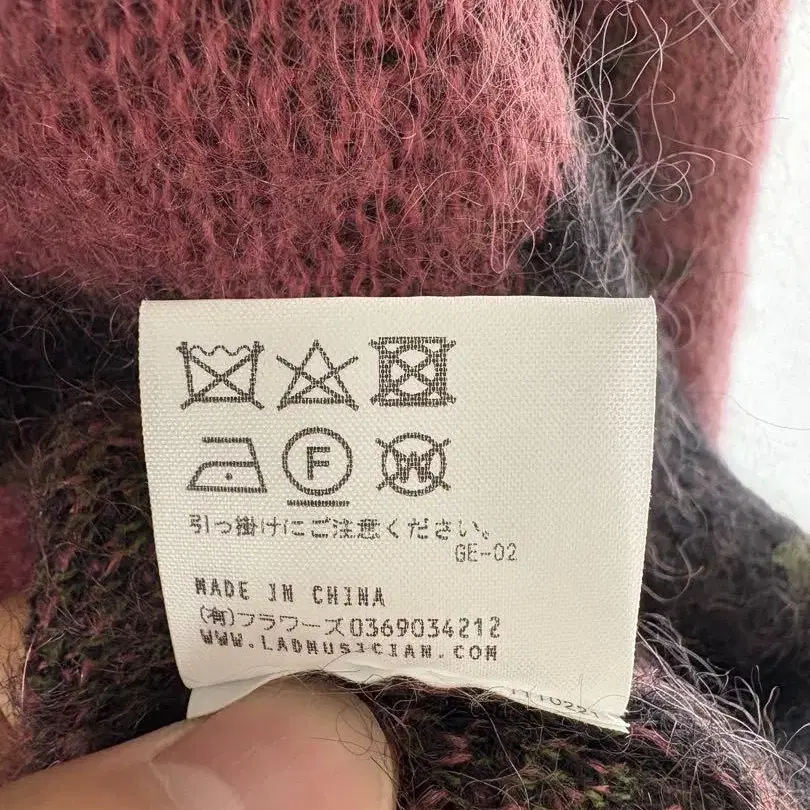 F
W
引っ掛けにご注意ください。
GE-02
MADE IN CHINA
(有)フラワーズ0369034212
WWW.LADMUSICIAN.COM